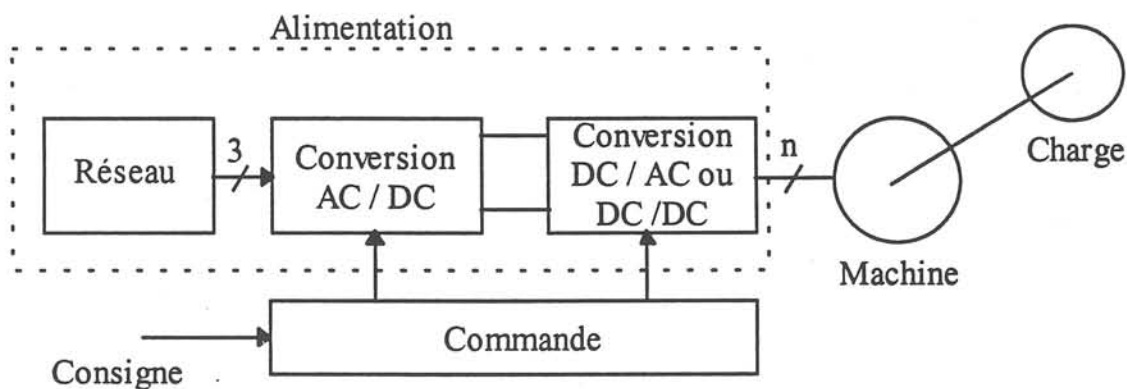 Alimentation
Réseau
3
Conversion
AC / DC
Conversion
DC / AC ou
DC /DC
n
Charge
Machine
Commande
Consigne